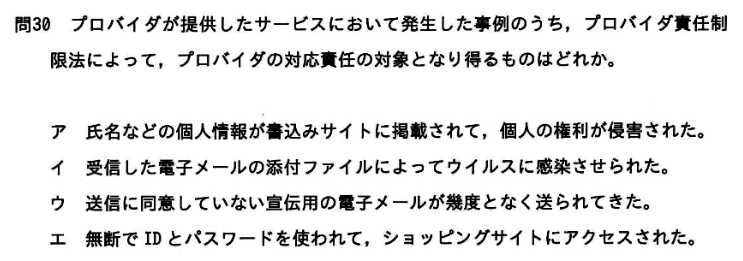 問30　プロバイダが提供したサービスにおいて発生した事例のうち，プロバイダ責任制
限法によって，プロバイダの対応責任の対象となり得るものはどれか。
ア　氏名などの個人情報が書込みサイトに掲載されて，個人の権利が侵害された。
イ　受信した電子メールの添付ファイルによってウイルスに感染させられた。
ウ　送信に同意していない宣伝用の電子メールが幾度となく送られてきた。
エ　無断でIDとパスワードを使われて，ショッピングサイトにアクセスされた。